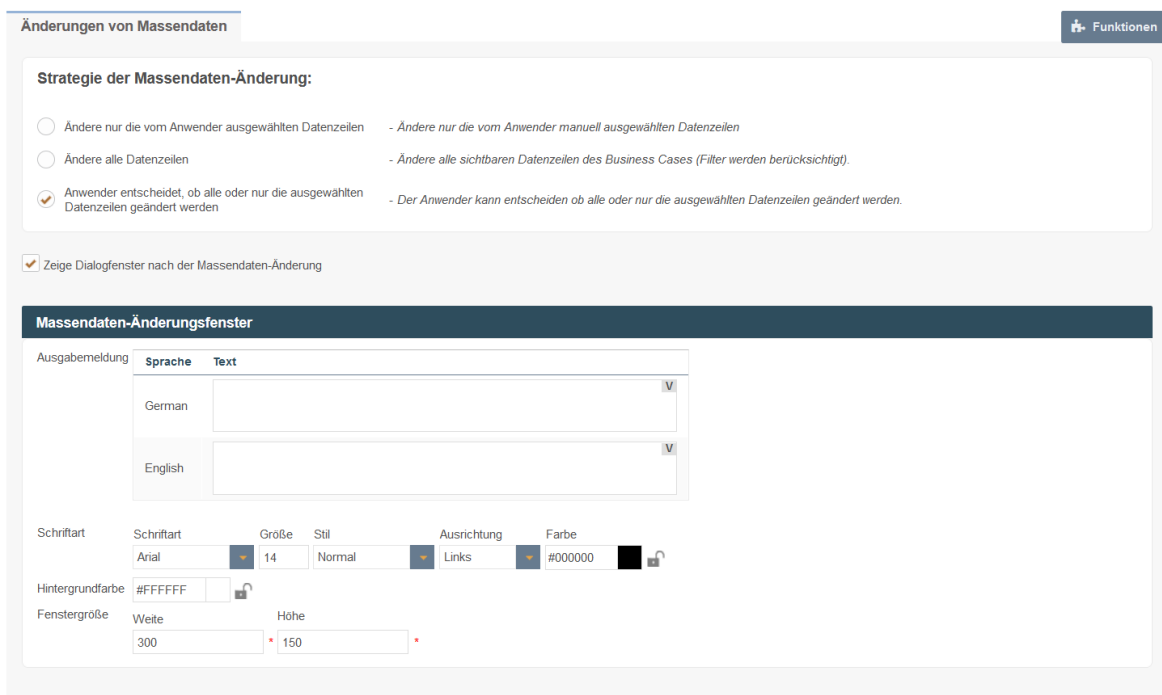 Änderungen von Massendaten
Funktionen
Strategie der Massendaten-Änderung:
Ändere nur die vom Anwender ausgewählten Datenzeilen - Ändere nur die vom Anwender manuell ausgewählten Datenzeilen
Ändere alle Datenzeilen - Ändere alle sichtbaren Datenzeilen des Business Cases (Filter werden berücksichtigt).
Anwender entscheidet, ob alle oder nur die ausgewählten
Datenzeilen geändert werden
- Der Anwender kann entscheiden ob alle oder nur die ausgewählten Datenzeilen geändert werden.
Zeige Dialogfenster nach der Massendaten-Änderung
Massendaten-Änderungsfenster
Ausgabemeldung Sprache Text
V
German
V
English
Schriftart Schriftart Größe Stil Ausrichtung Farbe
Arial 14 Normal Links #000000
Hintergrundfarbe #FFFFFF
Fenstergröße Weite Höhe
300 * 150 *